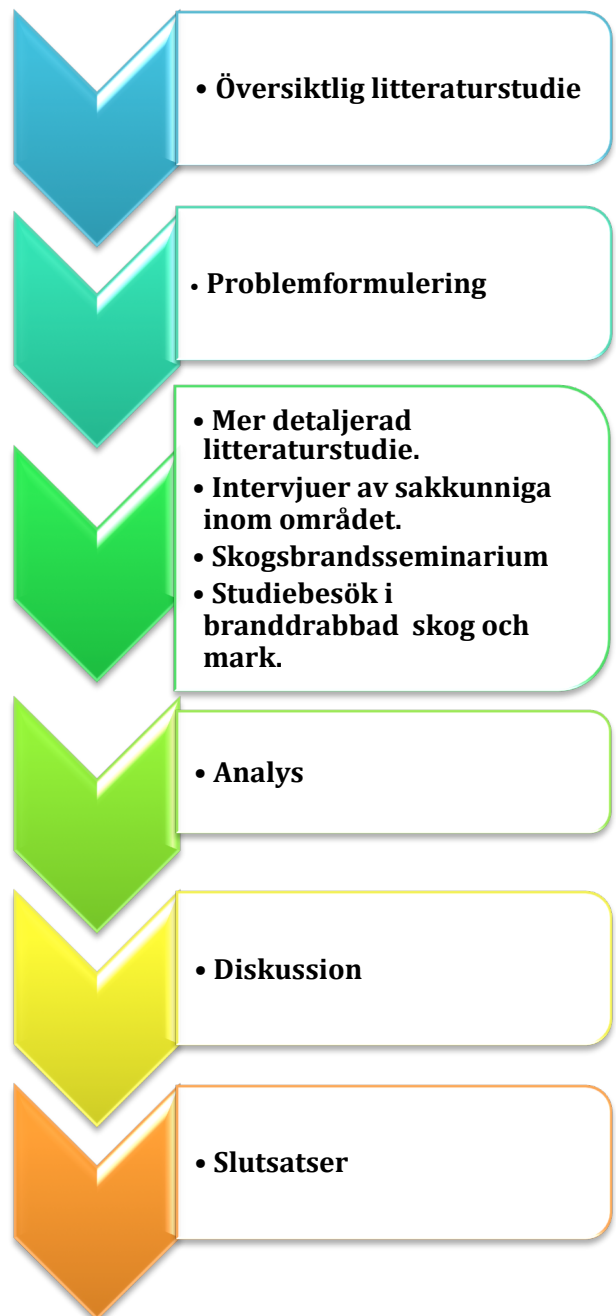 • Översiktlig litteraturstudie
• Problemformulering
• Mer detaljerad
litteraturstudie.
• Intervjuer av sakkunniga
inom området.
• Skogsbrandsseminarium
• Studiebesök i
branddrabbad skog och
mark.
• Analys
• Diskussion
• Slutsatser